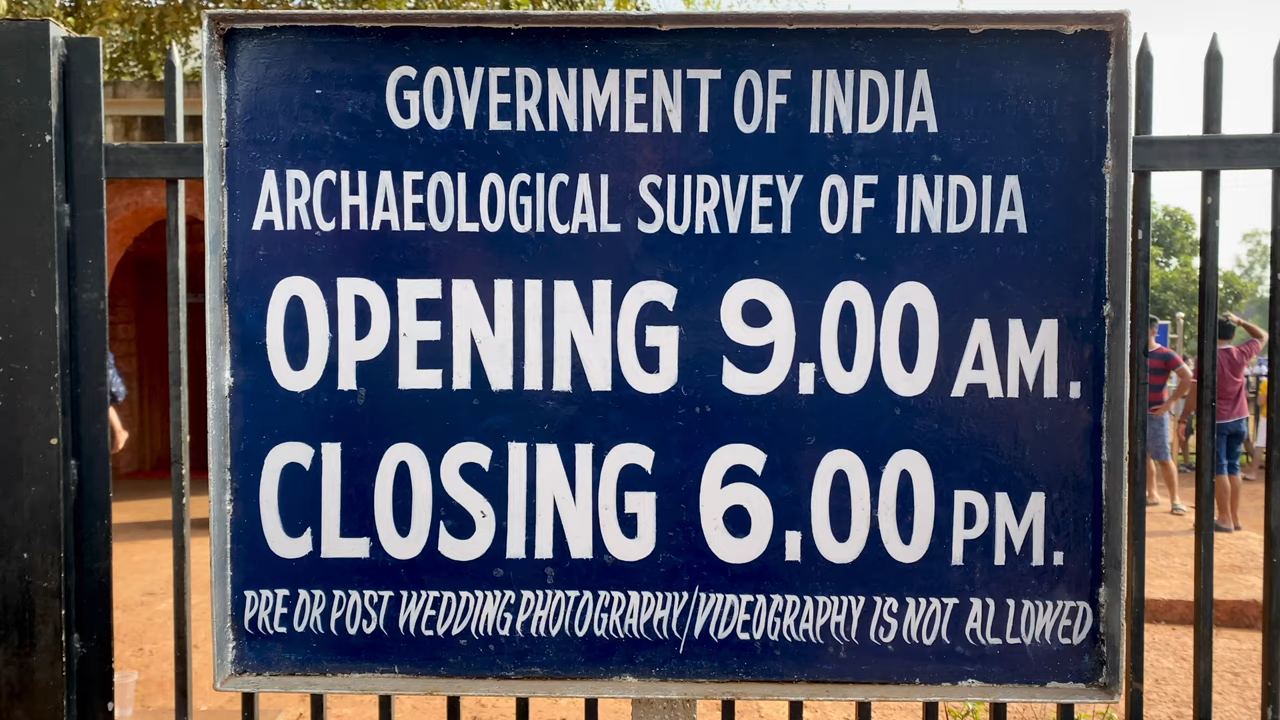 GOVERNMENT OF INDIA
ARCHAEOLOGICAL SURVEY OF INDIA
OPENING 9.00 AM.
CLOSING 6.00 PM.
PRE OR POST WEDDING PHOTOGRAPHY/VIDEOGRAPHY IS NOT ALLOWED